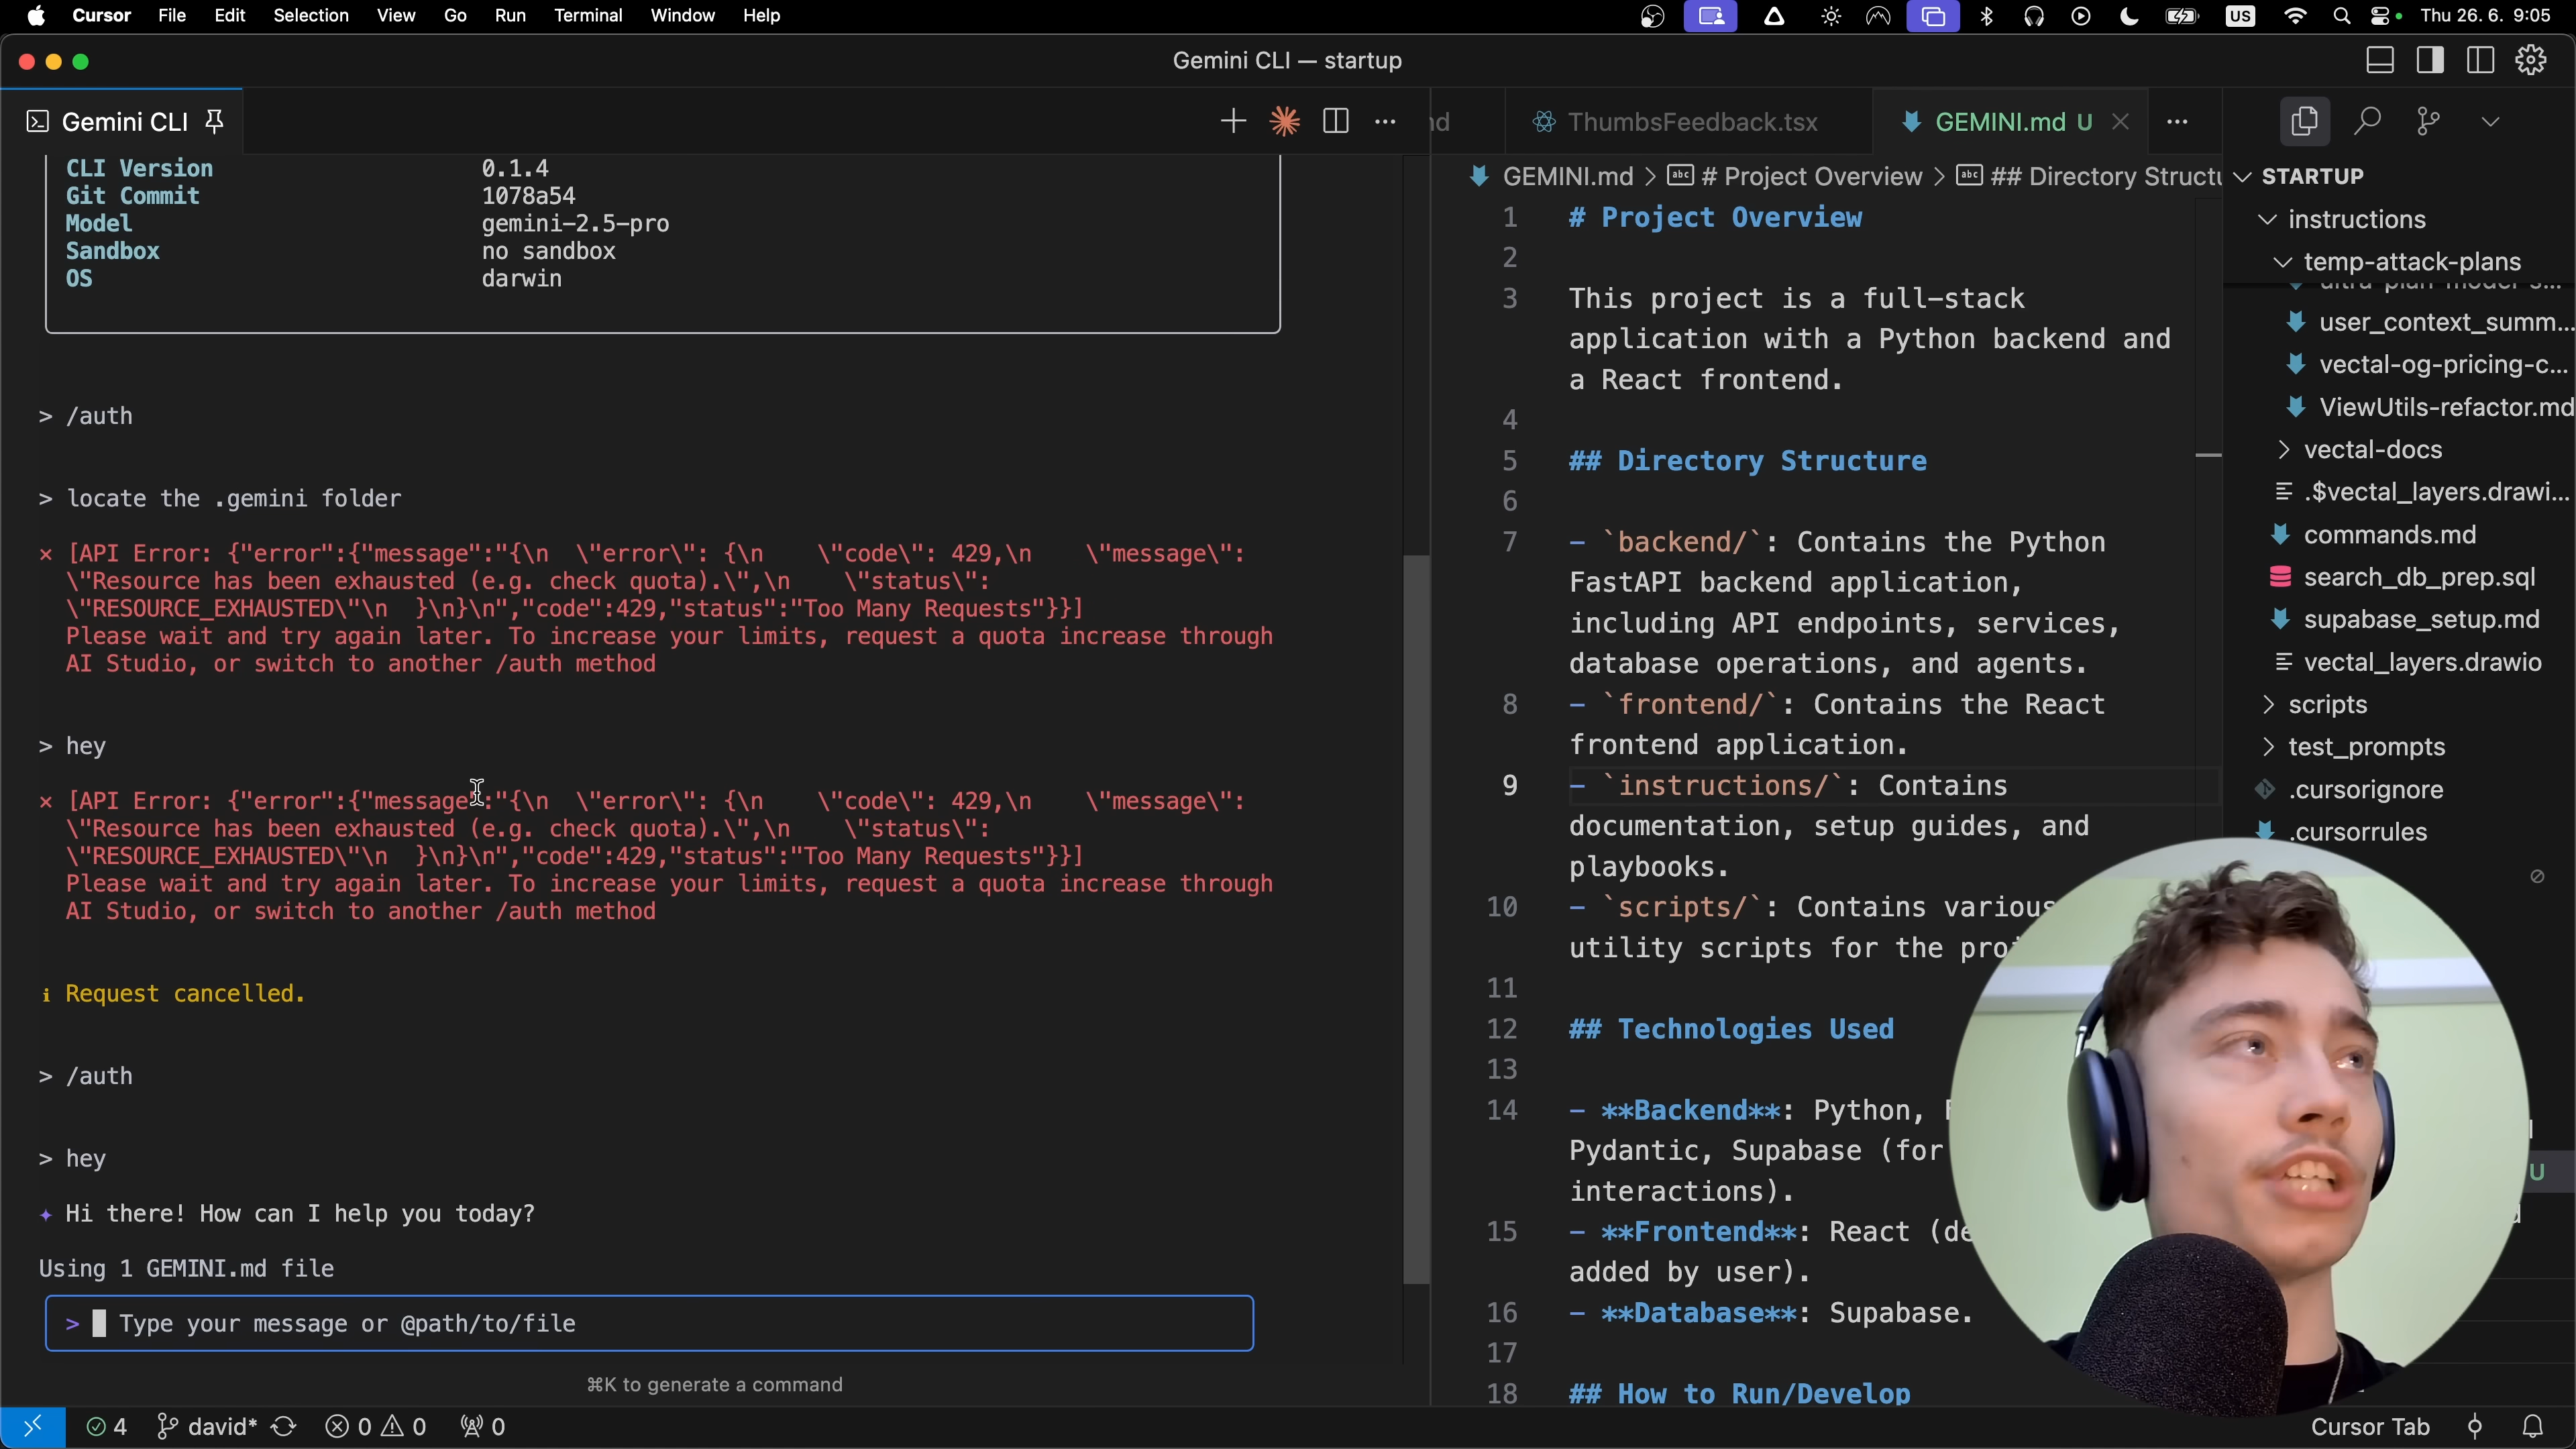 Cursor File Edit Selection View Go Run Terminal Window Help US Thu 26. 6. 9:05
Gemini CLI — startup
Gemini CLI
ThumbsFeedback.tsx GEMINI.md U
CLI Version 0.1.4
Git Commit 1078a54
Model gemini-2.5-pro
Sandbox no sandbox
OS darwin
> /auth
> locate the .gemini folder
× [API Error: {"error":{"message":"{\n \"error\": {\n \"code\": 429,\n \"message\":
\"Resource has been exhausted (e.g. check quota).\",\n \"status\":
\"RESOURCE_EXHAUSTED\"\n }\n}\n","code":429,"status":"Too Many Requests"}}]
Please wait and try again later. To increase your limits, request a quota increase through
AI Studio, or switch to another /auth method
> hey
× [API Error: {"error":{"message":"{\n \"error\": {\n \"code\": 429,\n \"message\":
\"Resource has been exhausted (e.g. check quota).\",\n \"status\":
\"RESOURCE_EXHAUSTED\"\n }\n}\n","code":429,"status":"Too Many Requests"}}]
Please wait and try again later. To increase your limits, request a quota increase through
AI Studio, or switch to another /auth method
i Request cancelled.
> /auth
> hey
Hi there! How can I help you today?
Using 1 GEMINI.md file
> Type your message or @path/to/file
⌘K to generate a command
GEMINI.md > # Project Overview > ## Directory Structu
1 # Project Overview
2
3 This project is a full-stack
application with a Python backend and
a React frontend.
4
5 ## Directory Structure
6
7 - `backend/`: Contains the Python
FastAPI backend application,
including API endpoints, services,
database operations, and agents.
8 - `frontend/`: Contains the React
frontend application.
9 - `instructions/`: Contains
documentation, setup guides, and
playbooks.
10 - `scripts/`: Contains various
utility scripts for the
11
12 ## Technologies Used
13
14 - **Backend**: Python,
Pydantic, Supabase (for
interactions).
15 - **Frontend**: React
added by user).
16 - **Database**: Supabase.
17
18 ## How to Run/Develop
STARTUP
instructions
temp-attack-plans
user_context_summ...
vectal-og-pricing-c...
ViewUtils-refactor.md
vectal-docs
.$vectal_layers.drawi...
commands.md
search_db_prep.sql
supabase_setup.md
vectal_layers.drawio
scripts
test_prompts
.cursorignore
.cursorrules
U
4 david* 0 0 0
Cursor Tab